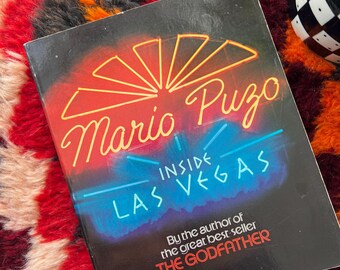 Mario Puzo
INSIDE
LAS VEGAS
By the author of
the great best seller
THE GODFATHER